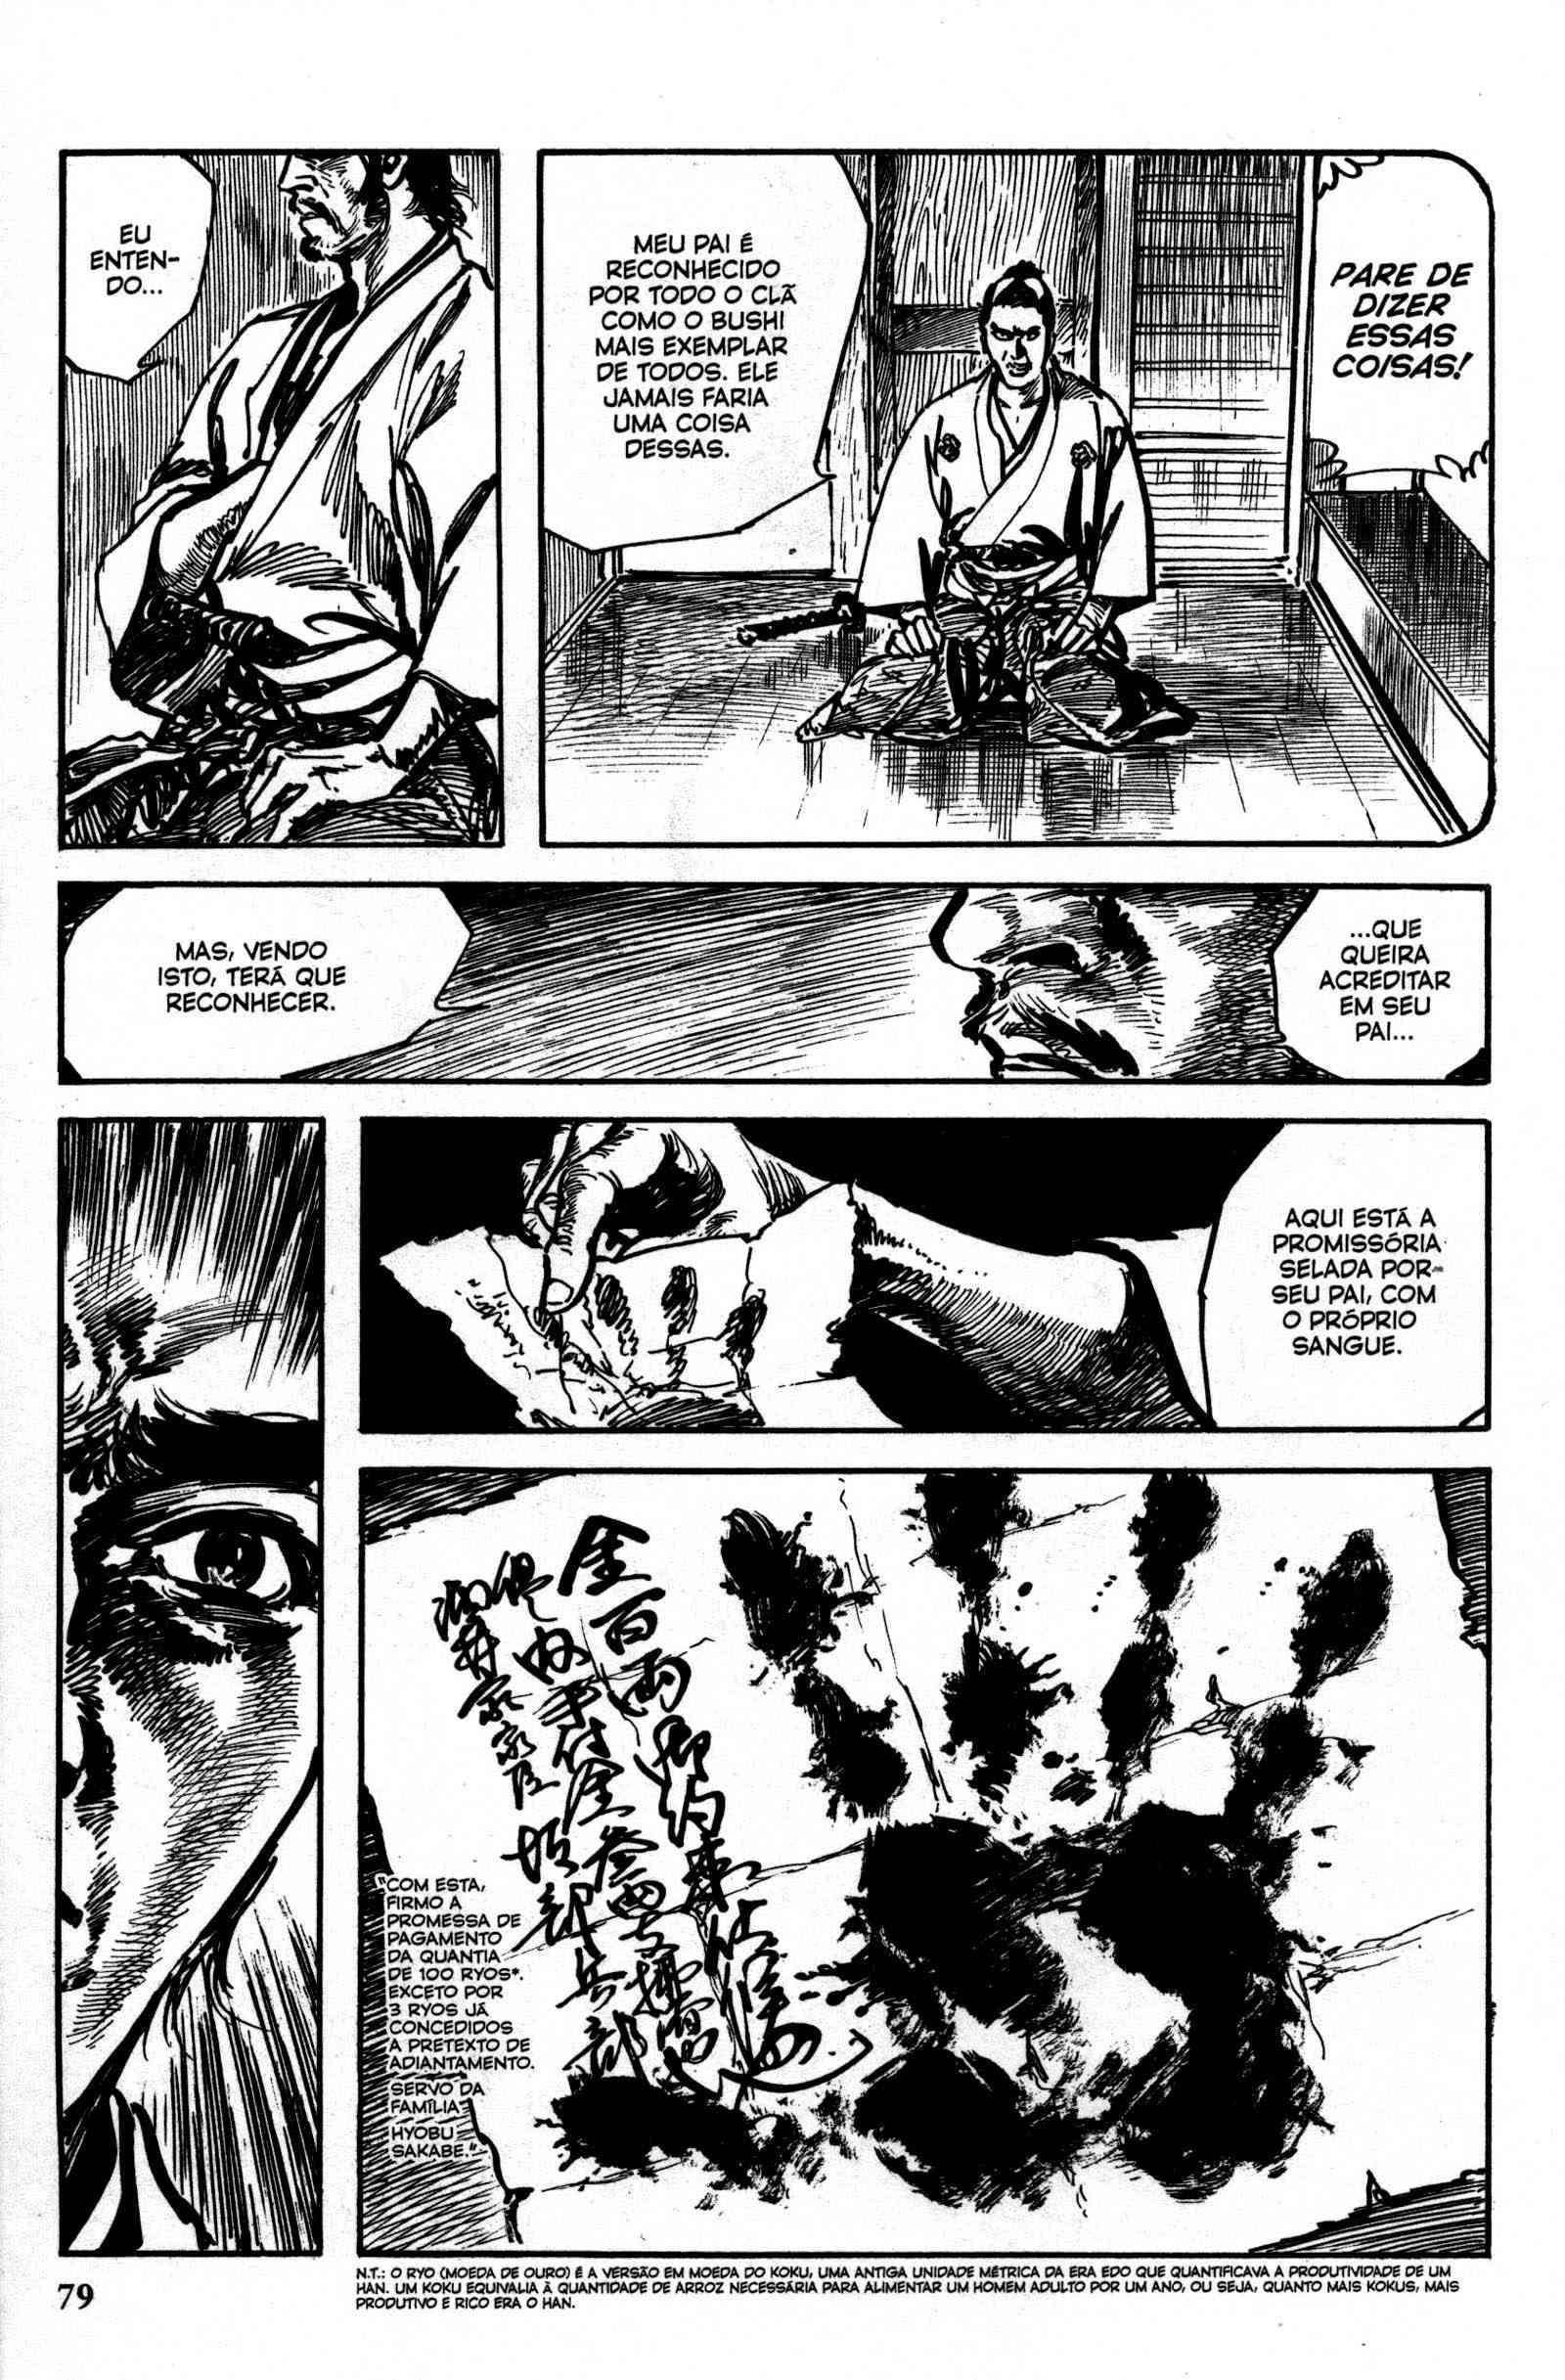 PARE DE
DIZER
ESSAS
COISAS!
MEU PAI É
RECONHECIDO
POR TODO O CLÃ
COMO O BUSHI
MAIS EXEMPLAR
DE TODOS. ELE
JAMAIS FARIA
UMA COISA
DESSAS.
EU
ENTEN-
DO...
...QUE
QUEIRA
ACREDITAR
EM SEU
PAI...
MAS, VENDO
ISTO, TERÁ QUE
RECONHECER.
AQUI ESTÁ A
PROMISSÓRIA
SELADA POR
SEU PAI, COM
O PRÓPRIO
SANGUE.
金百両
"COM ESTA,
FIRMO A
PROMESSA DE
PAGAMENTO
DA QUANTIA
DE 100 RYOS*.
EXCETO POR
3 RYOS JÁ
CONCEDIDOS
A PRETEXTO DE
ADIANTAMENTO.
SERVO DA
FAMÍLIA
HYOBU
SAKABE."
N.T.: O RYO (MOEDA DE OURO) É A VERSÃO EM MOEDA DO KOKU, UMA ANTIGA UNIDADE MÉTRICA DA ERA EDO QUE QUANTIFICAVA A PRODUTIVIDADE DE UM
HAN. UM KOKU EQUIVALIA À QUANTIDADE DE ARROZ NECESSÁRIA PARA ALIMENTAR UM HOMEM ADULTO POR UM ANO, OU SEJA, QUANTO MAIS KOKUS, MAIS
PRODUTIVO E RICO ERA O HAN.
79